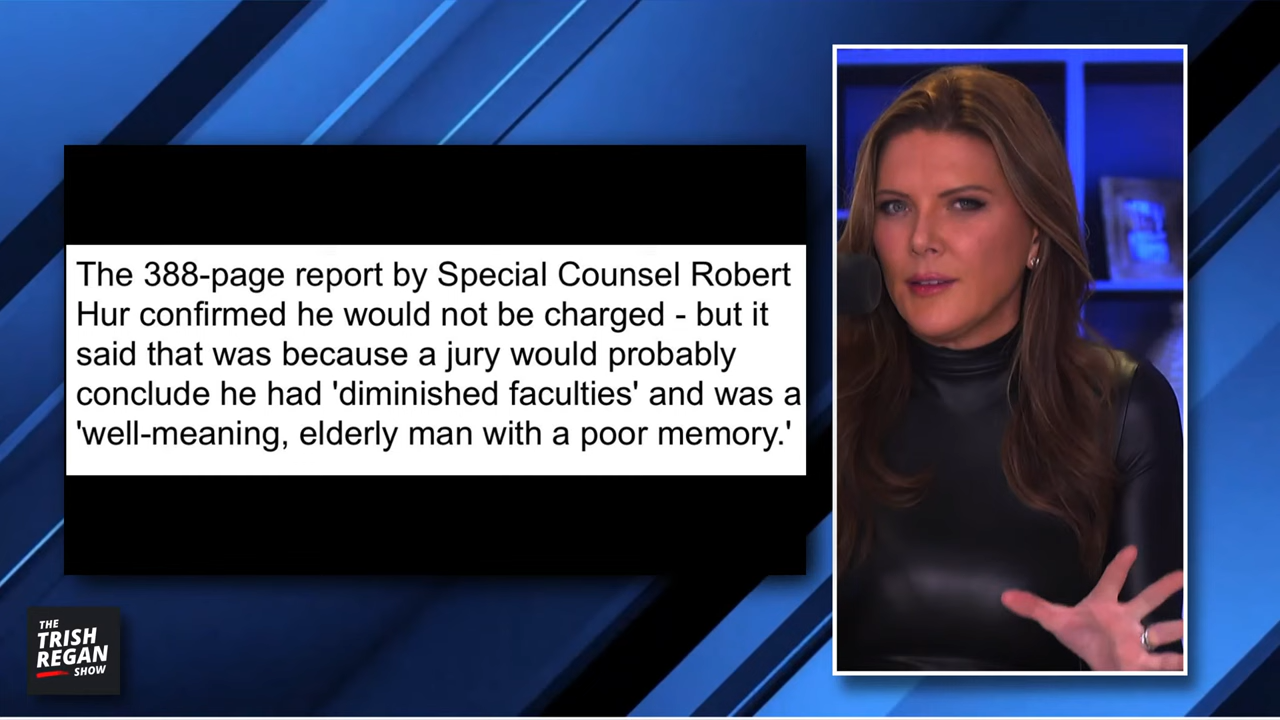 The 388-page report by Special Counsel Robert
Hur confirmed he would not be charged - but it
said that was because a jury would probably
conclude he had 'diminished faculties' and was a
'well-meaning, elderly man with a poor memory.'
THE
TRISH
REGAN
SHOW